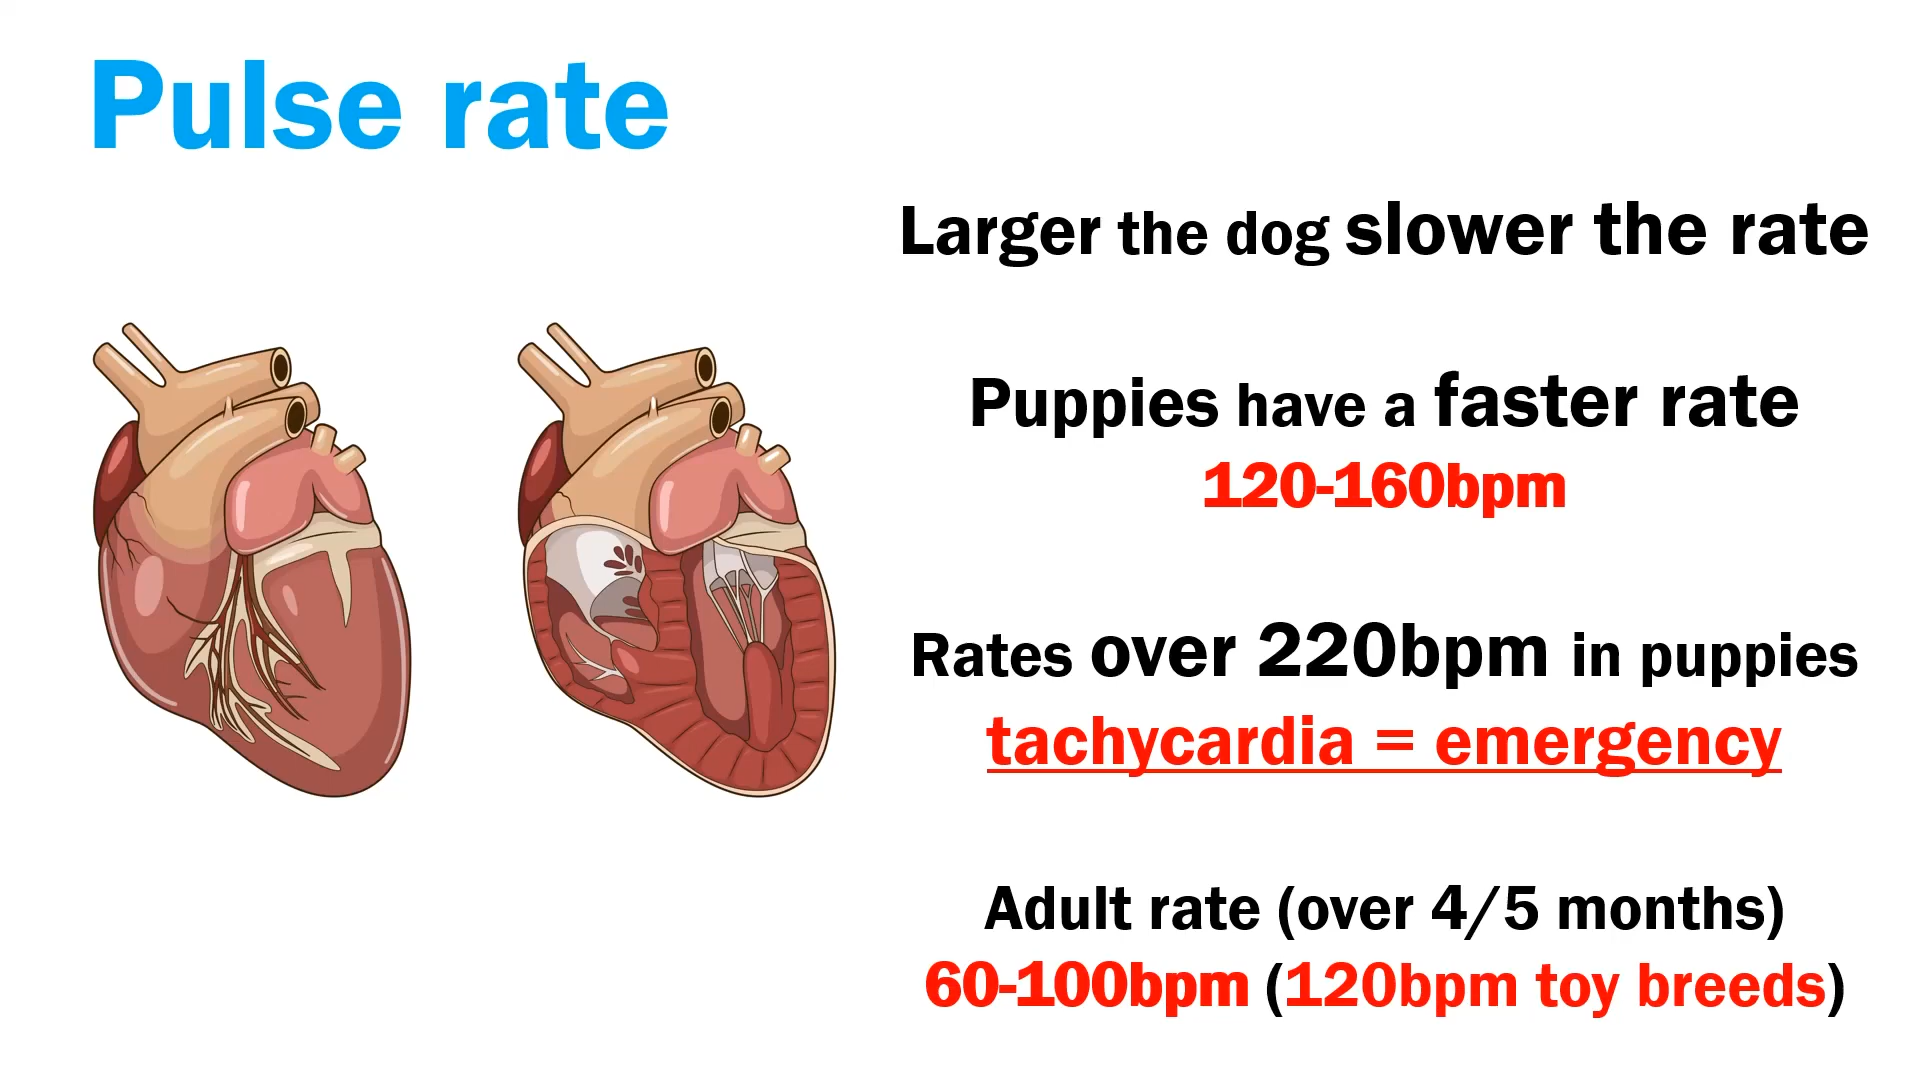 Pulse rate
Larger the dog slower the rate
Puppies have a faster rate
120-160bpm
Rates over 220bpm in puppies
tachycardia = emergency
Adult rate (over 4/5 months)
60-100bpm (120bpm toy breeds)